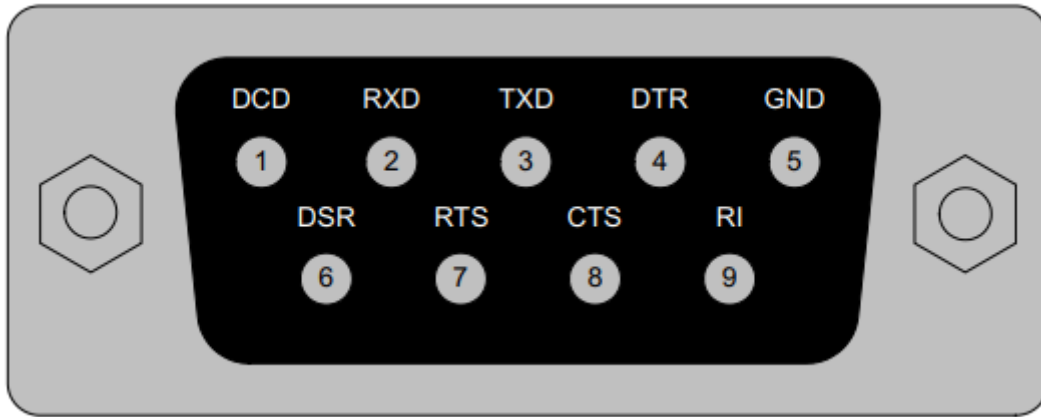 DCD RXD TXD DTR GND
1 2 3 4 5
DSR RTS CTS RI
6 7 8 9